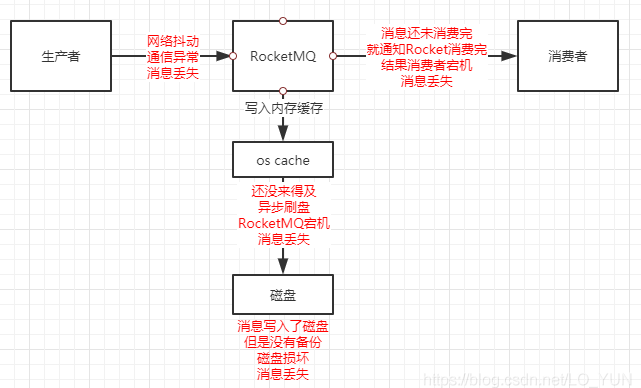 生产者
网络抖动
通信异常
消息丢失
RocketMQ
消息还未消费完
就通知Rocket消费完
结果消费者宕机
消息丢失
消费者
写入内存缓存
os cache
还没来得及
异步刷盘
RocketMQ宕机
消息丢失
磁盘
消息写入了磁盘
但是没有备份
磁盘损坏
消息丢失
https://blog.csdn.net/LO_YUN